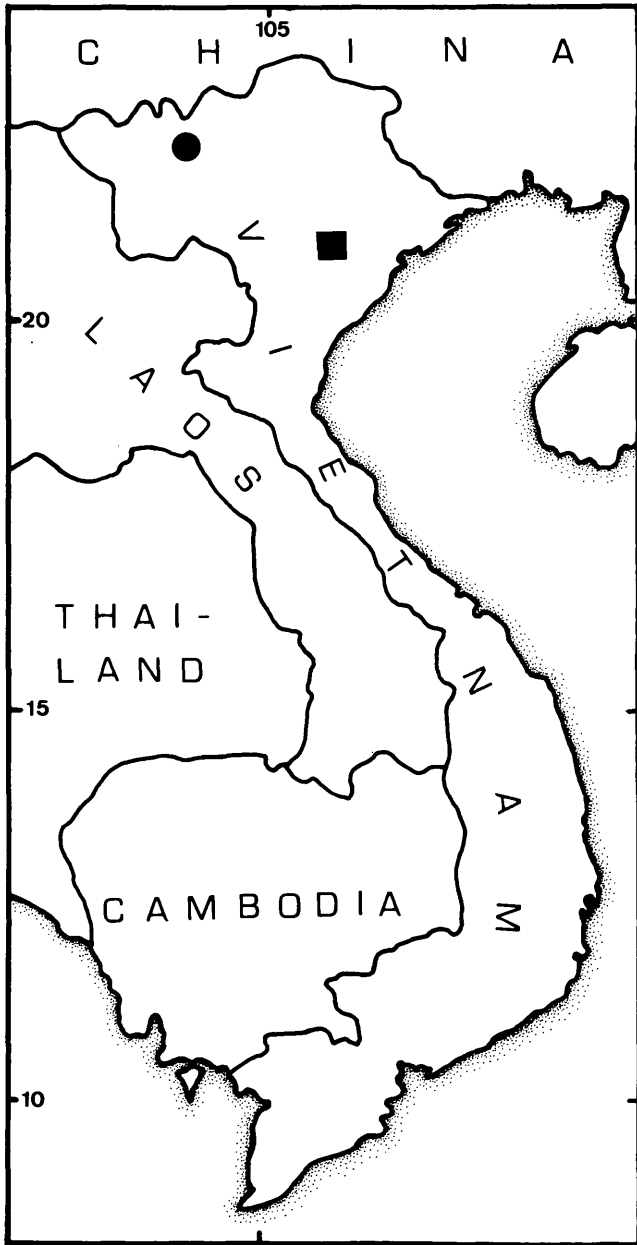 105
C H I N A
V I E T N A M
20
L A O S
THAI-
LAND
15
CAMBODIA
10